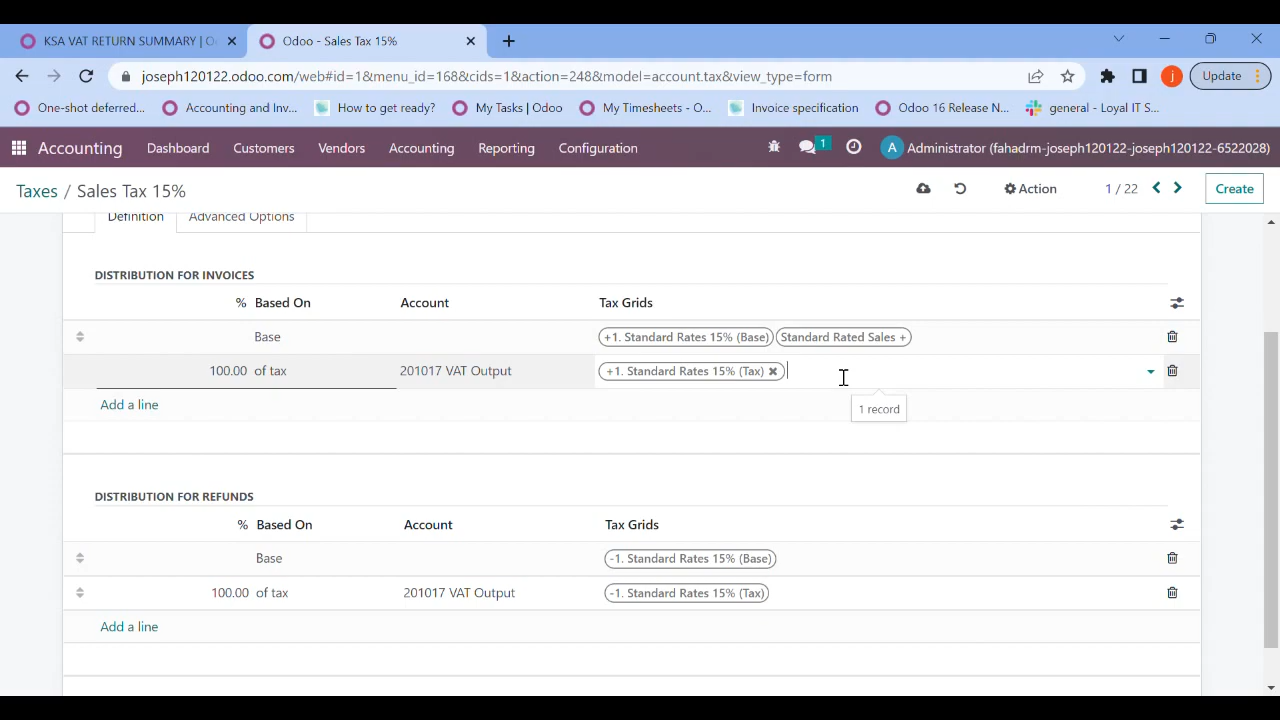 KSA VAT RETURN SUMMARY | O
Odoo - Sales Tax 15%
joseph120122.odoo.com/web#id=1&menu_id=168&cids=1&action=248&model=account.tax&view_type=form
j
Update
One-shot deferred...
Accounting and Inv...
How to get ready?
My Tasks | Odoo
My Timesheets - O...
Invoice specification
Odoo 16 Release N...
general - Loyal IT S...
Accounting
Dashboard
Customers
Vendors
Accounting
Reporting
Configuration
1
A
Administrator (fahadrm-joseph120122-joseph120122-6522028)
Taxes / Sales Tax 15%
Action
1 / 22
Create
Definition
Advanced Options
DISTRIBUTION FOR INVOICES
% Based On Account Tax Grids
Base +1. Standard Rates 15% (Base) Standard Rated Sales +
100.00 of tax 201017 VAT Output +1. Standard Rates 15% (Tax)
Add a line
1 record
DISTRIBUTION FOR REFUNDS
% Based On Account Tax Grids
Base -1. Standard Rates 15% (Base)
100.00 of tax 201017 VAT Output -1. Standard Rates 15% (Tax)
Add a line